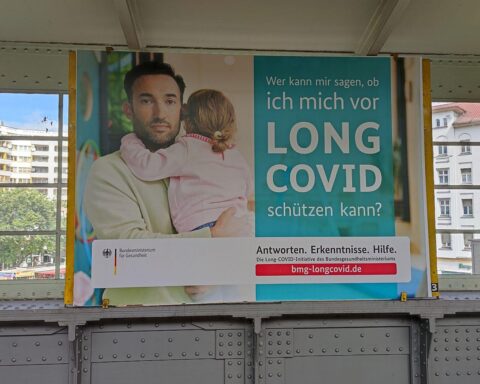 Wer kann mir sagen, ob
ich mich vor
LONG
COVID
schützen kann?
Bundesministerium
für Gesundheit
Antworten. Erkenntnisse. Hilfe.
Die Long-COVID-Initiative des Bundesgesundheitsministeriums
bmg-longcovid.de